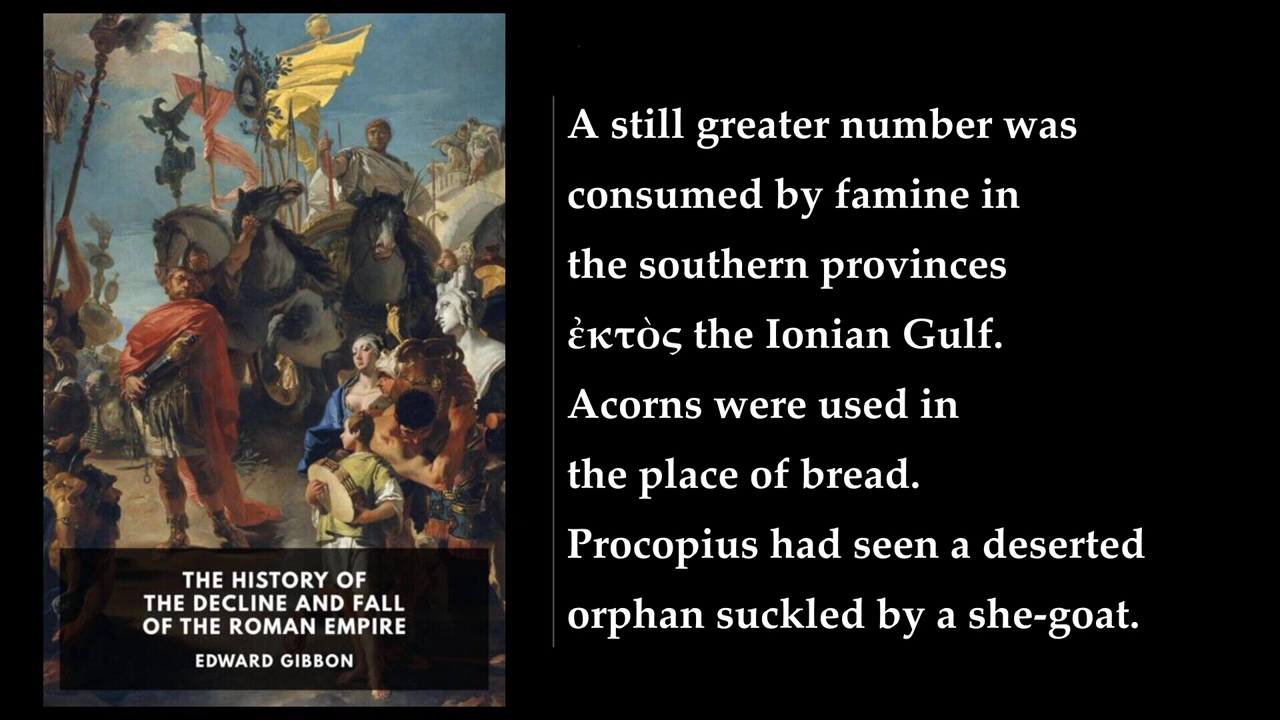 THE HISTORY OF
THE DECLINE AND FALL
OF THE ROMAN EMPIRE
EDWARD GIBBON
A still greater number was
consumed by famine in
the southern provinces
ἐκτὸς the Ionian Gulf.
Acorns were used in
the place of bread.
Procopius had seen a deserted
orphan suckled by a she-goat.